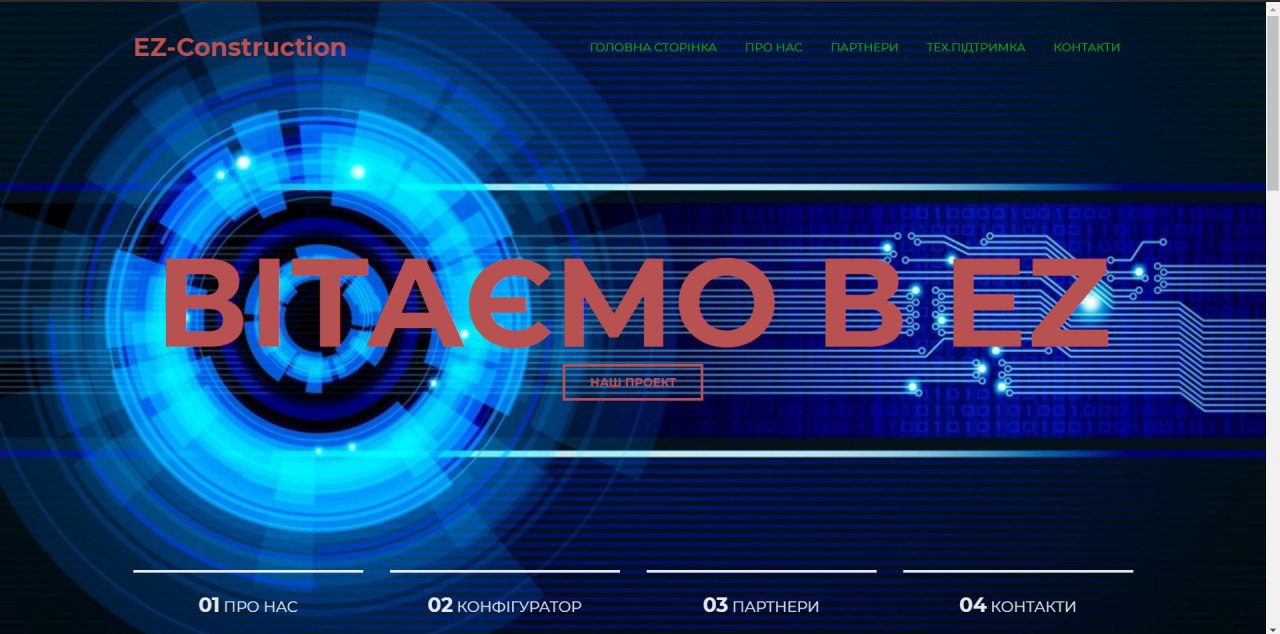 EZ-Construction
ГОЛОВНА СТОРІНКА ПРО НАС ПАРТНЕРИ ТЕХ.ПІДТРИМКА КОНТАКТИ
ВІТАЄМО В EZ
НАШ ПРОЕКТ
01 ПРО НАС 02 КОНФІГУРАТОР 03 ПАРТНЕРИ 04 КОНТАКТИ